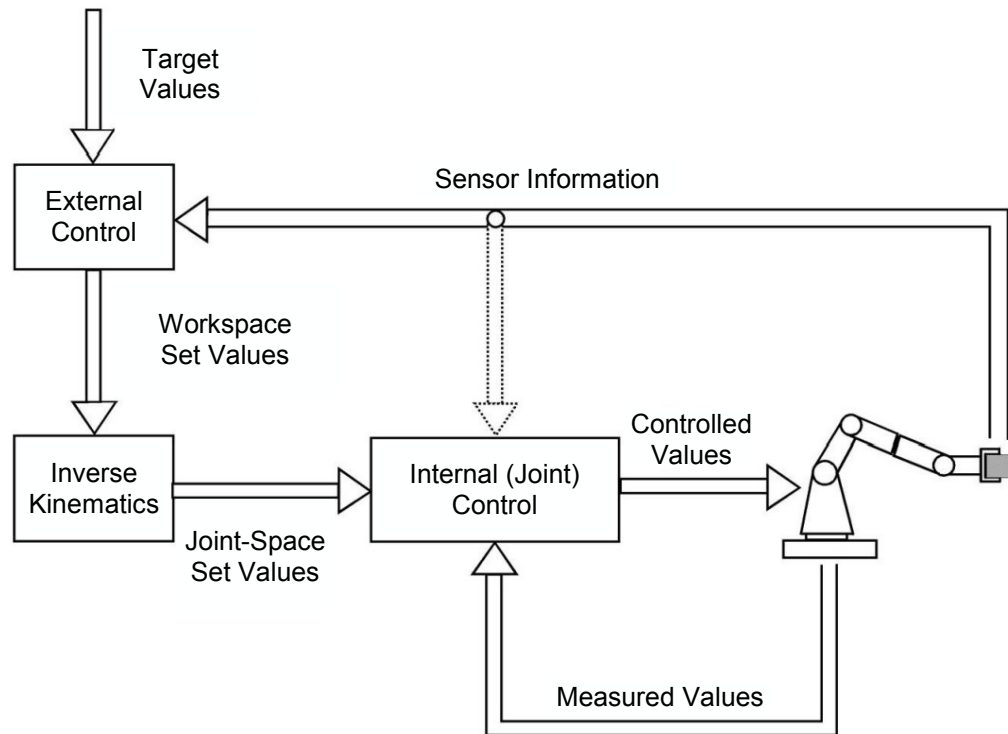 Target
Values
External
Control
Sensor Information
Workspace
Set Values
Inverse
Kinematics
Joint-Space
Set Values
Internal (Joint)
Control
Controlled
Values
Measured Values